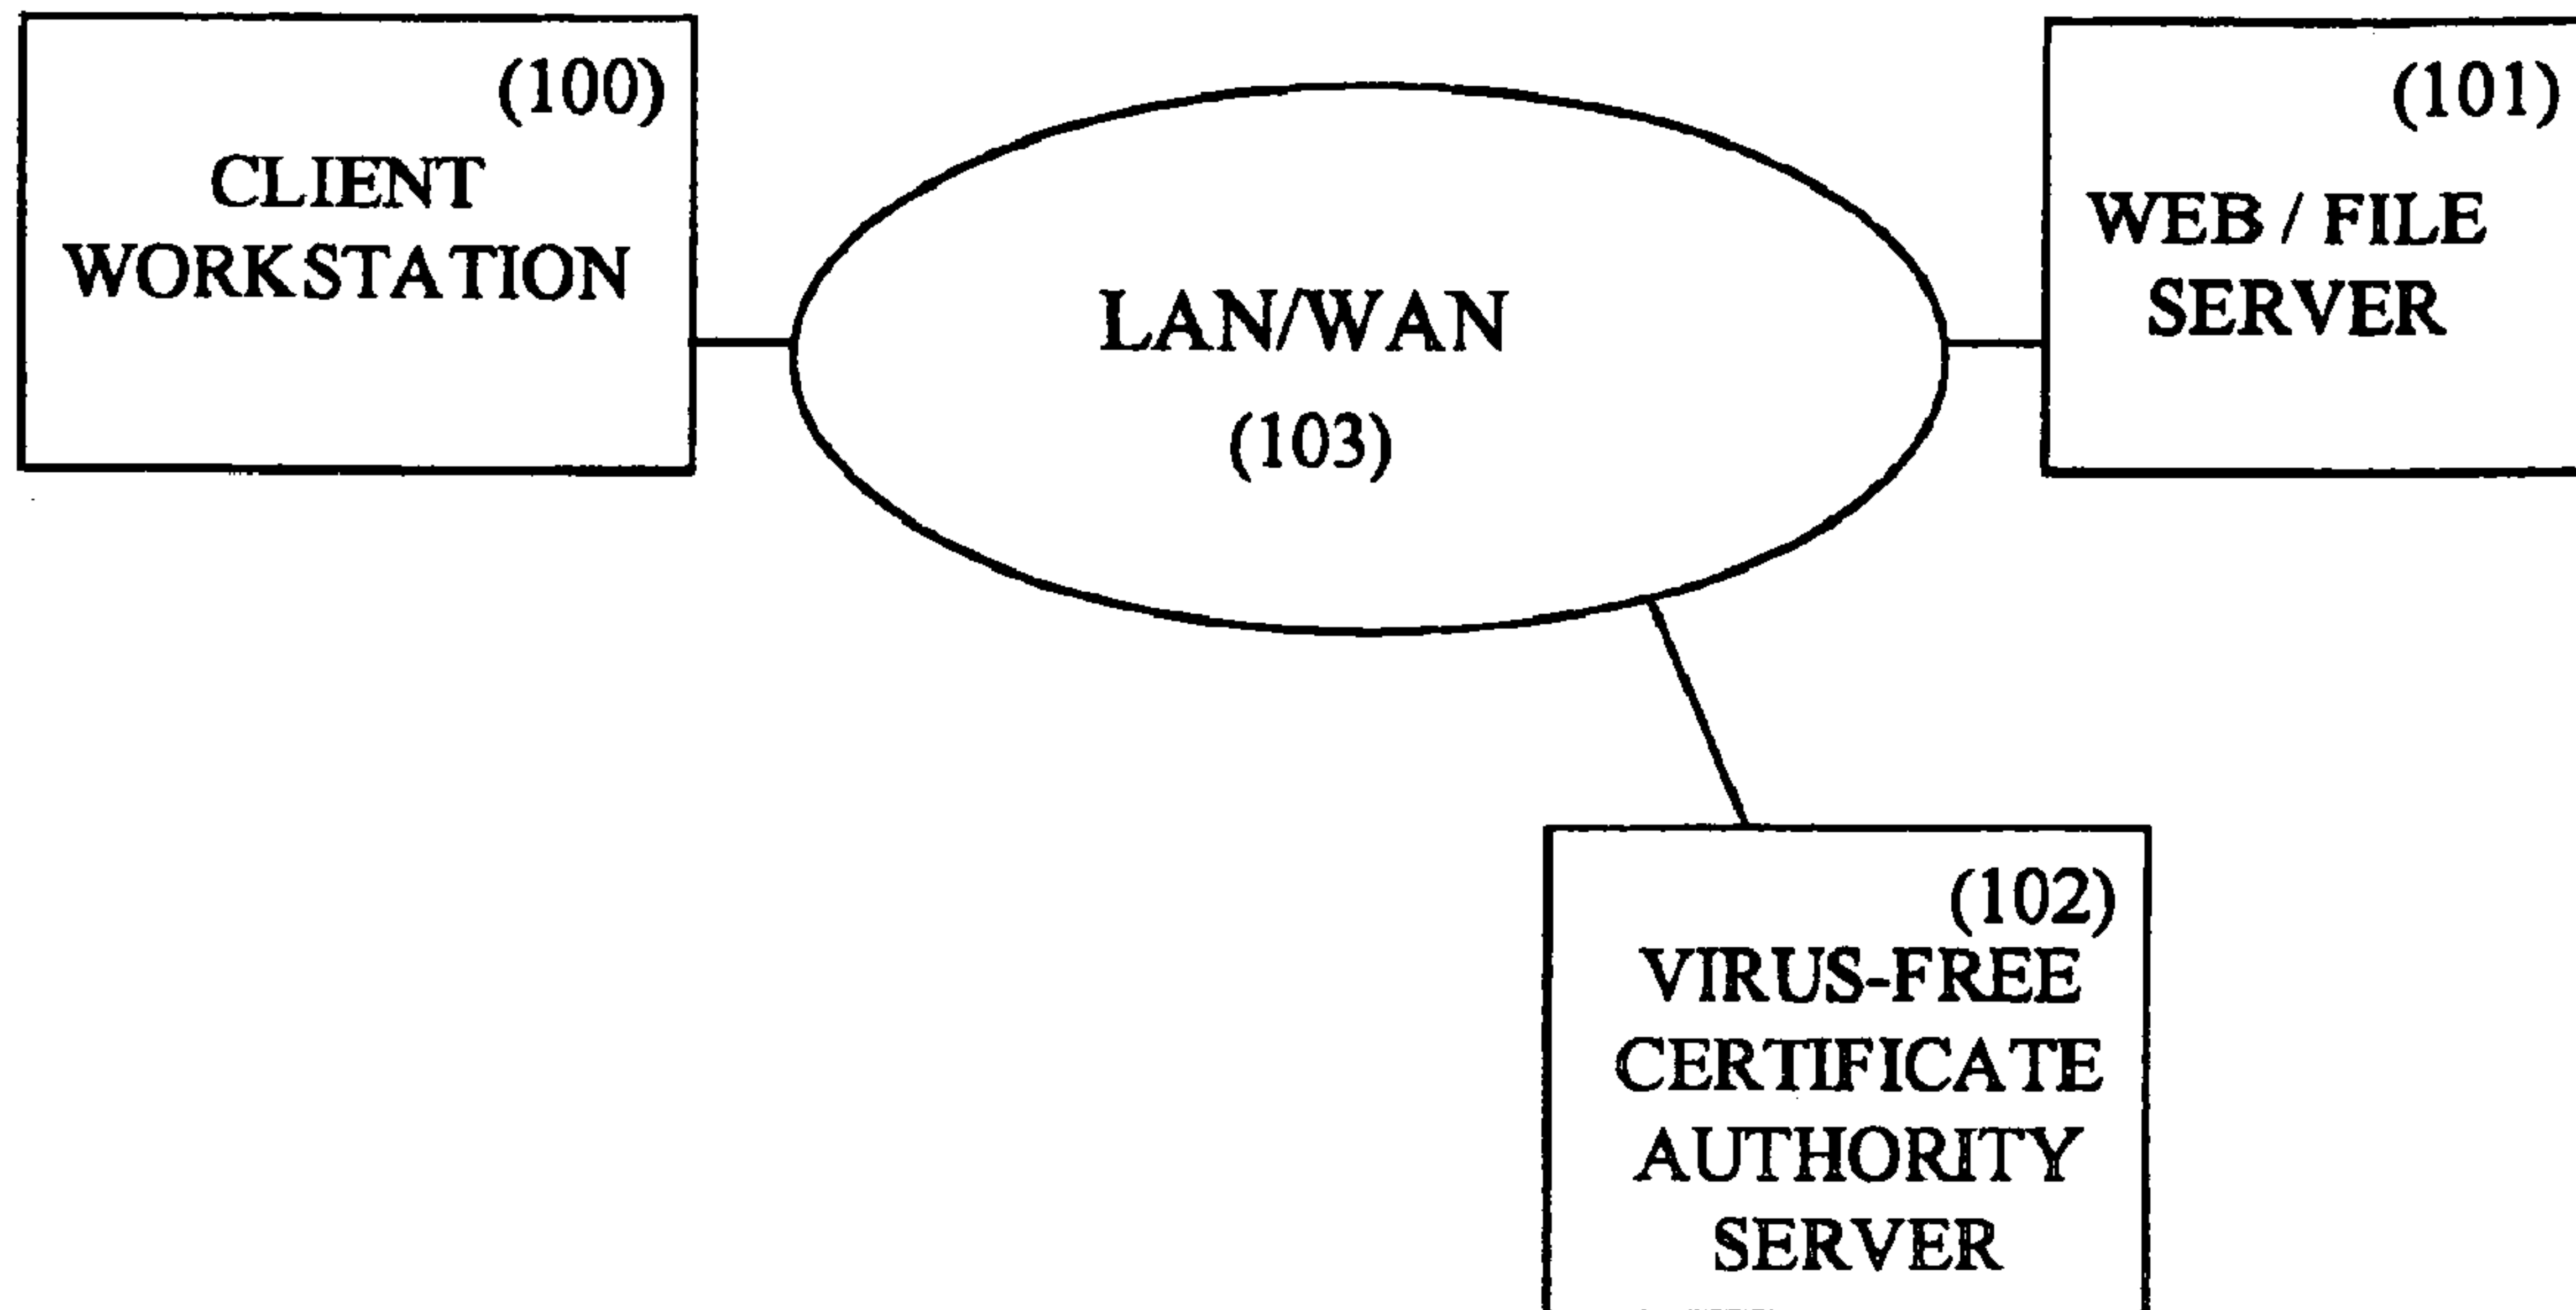 (100)
CLIENT
WORKSTATION
LAN/WAN
(103)
(101)
WEB / FILE
SERVER
(102)
VIRUS-FREE
CERTIFICATE
AUTHORITY
SERVER